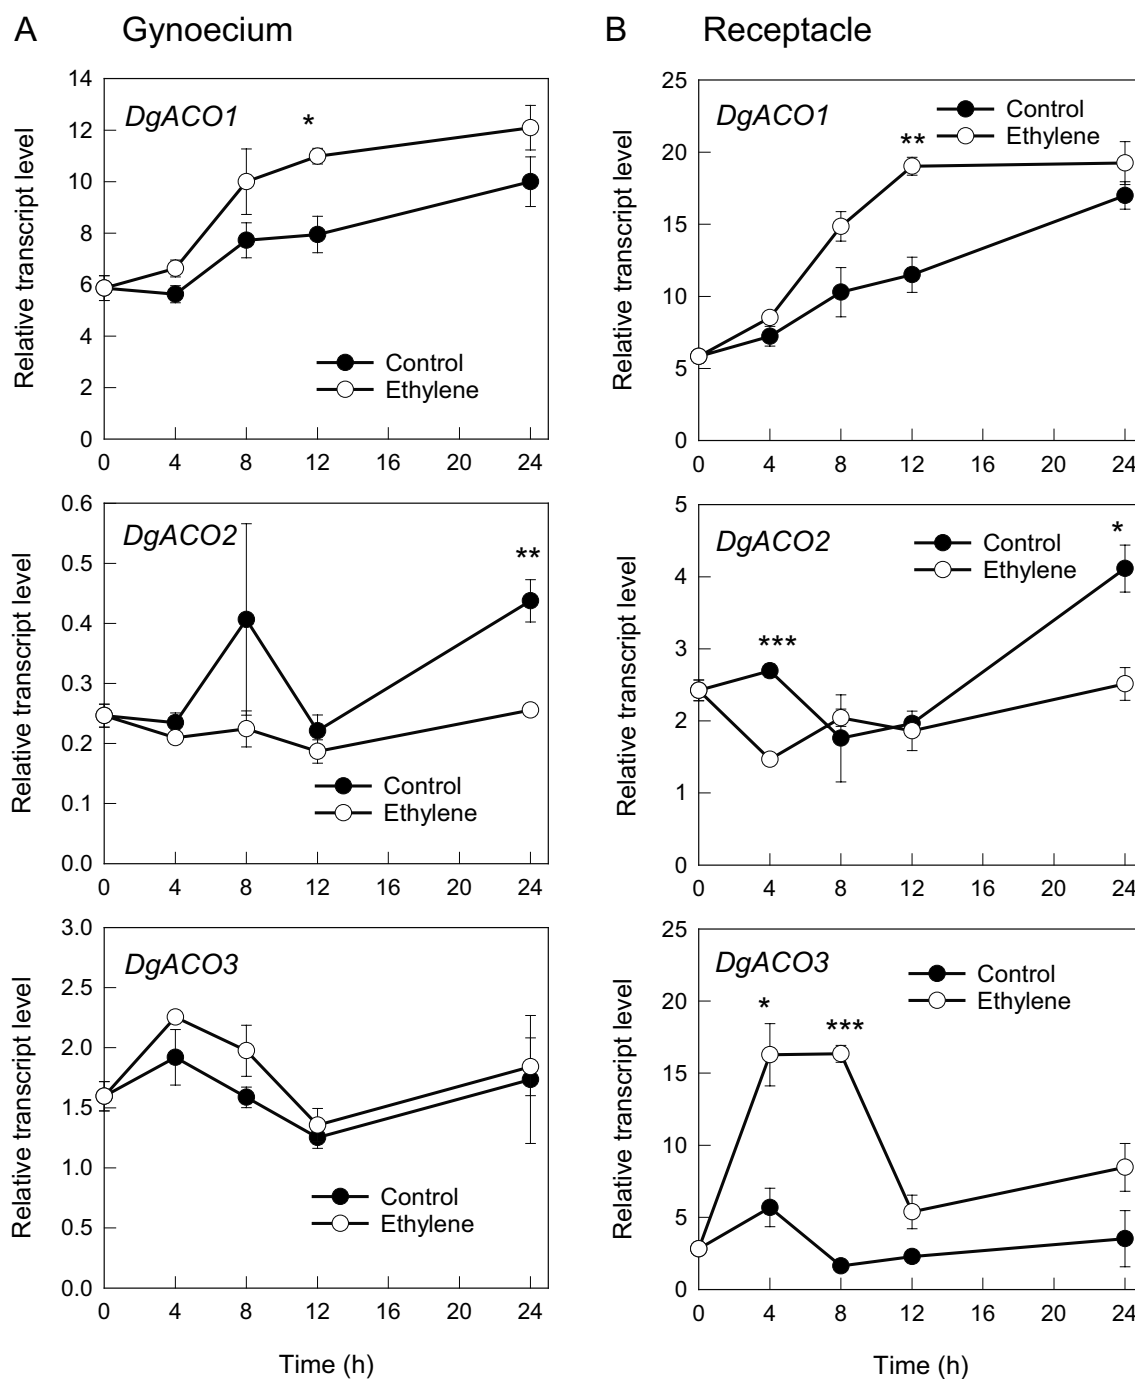 A Gynoecium
B Receptacle
Relative transcript level
14
12
10
8
6
4
2
0
DgACO1
*
Control
Ethylene
0 4 8 12 16 20 24
Relative transcript level
25
20
15
10
5
0
DgACO1
Control
Ethylene
**
0 4 8 12 16 20 24
Relative transcript level
0.6
0.5
0.4
0.3
0.2
0.1
0.0
DgACO2
**
Control
Ethylene
0 4 8 12 16 20 24
Relative transcript level
5
4
3
2
1
0
DgACO2
Control
Ethylene
*
***
0 4 8 12 16 20 24
Relative transcript level
3.0
2.5
2.0
1.5
1.0
0.5
0.0
DgACO3
Control
Ethylene
0 4 8 12 16 20 24
Time (h)
Relative transcript level
25
20
15
10
5
0
DgACO3
Control
Ethylene
*
***
0 4 8 12 16 20 24
Time (h)